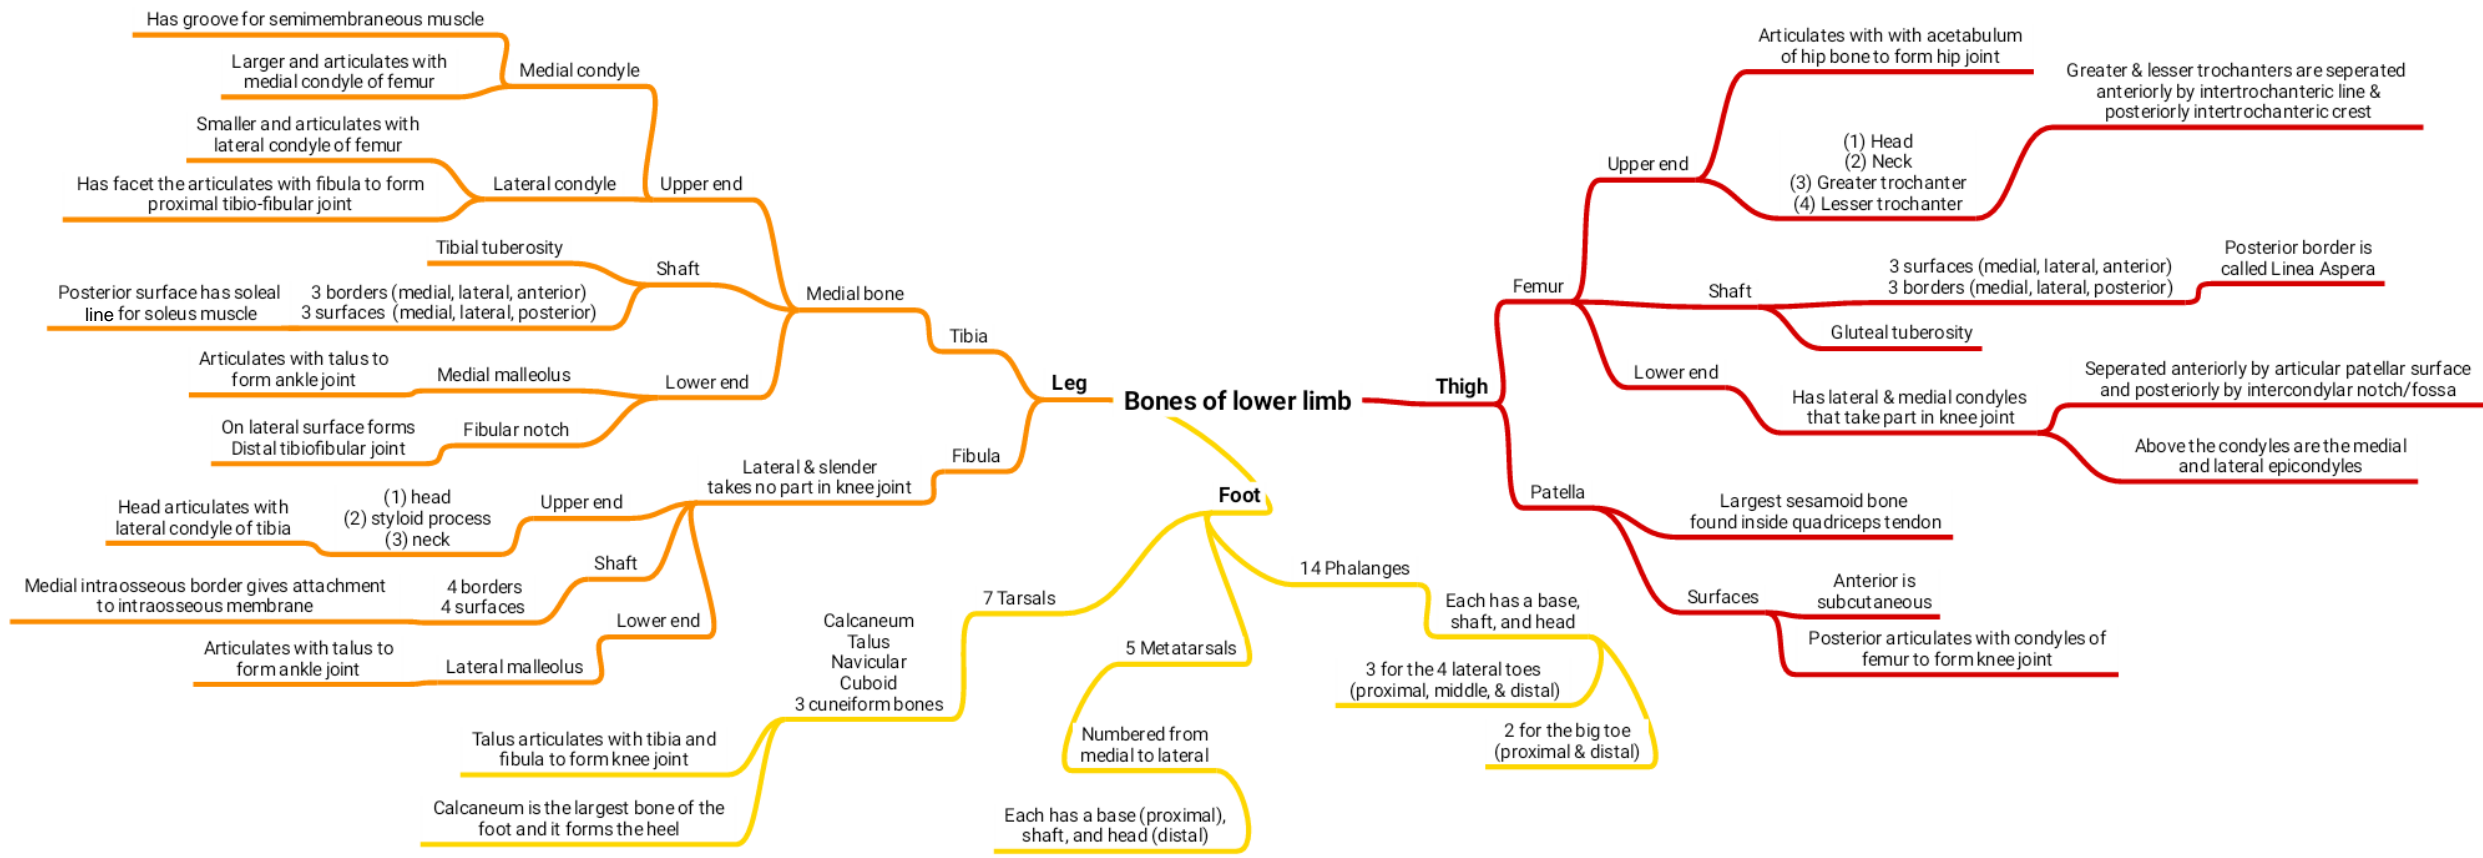 Bones of lower limb
Leg
Tibia
Medial bone
Upper end
Medial condyle
Has groove for semimembraneous muscle
Larger and articulates with
medial condyle of femur
Lateral condyle
Smaller and articulates with
lateral condyle of femur
Has facet the articulates with fibula to form
proximal tibio-fibular joint
Shaft
Tibial tuberosity
3 borders (medial, lateral, anterior)
3 surfaces (medial, lateral, posterior)
Posterior surface has soleal
line for soleus muscle
Lower end
Medial malleolus
Articulates with talus to
form ankle joint
Fibular notch
On lateral surface forms
Distal tibiofibular joint
Fibula
Lateral & slender
takes no part in knee joint
Upper end
(1) head
(2) styloid process
(3) neck
Head articulates with
lateral condyle of tibia
Shaft
4 borders
4 surfaces
Medial intraosseous border gives attachment
to intraosseous membrane
Lower end
Lateral malleolus
Articulates with talus to
form ankle joint
Thigh
Femur
Upper end
Articulates with with acetabulum
of hip bone to form hip joint
(1) Head
(2) Neck
(3) Greater trochanter
(4) Lesser trochanter
Greater & lesser trochanters are seperated
anteriorly by intertrochanteric line &
posteriorly intertrochanteric crest
Shaft
3 surfaces (medial, lateral, anterior)
3 borders (medial, lateral, posterior)
Posterior border is
called Linea Aspera
Gluteal tuberosity
Lower end
Has lateral & medial condyles
that take part in knee joint
Seperated anteriorly by articular patellar surface
and posteriorly by intercondylar notch/fossa
Above the condyles are the medial
and lateral epicondyles
Patella
Largest sesamoid bone
found inside quadriceps tendon
Surfaces
Anterior is
subcutaneous
Posterior articulates with condyles of
femur to form knee joint
Foot
7 Tarsals
Calcaneum
Talus
Navicular
Cuboid
3 cuneiform bones
Talus articulates with tibia and
fibula to form knee joint
Calcaneum is the largest bone of the
foot and it forms the heel
5 Metatarsals
Numbered from
medial to lateral
Each has a base (proximal),
shaft, and head (distal)
14 Phalanges
Each has a base,
shaft, and head
3 for the 4 lateral toes
(proximal, middle, & distal)
2 for the big toe
(proximal & distal)